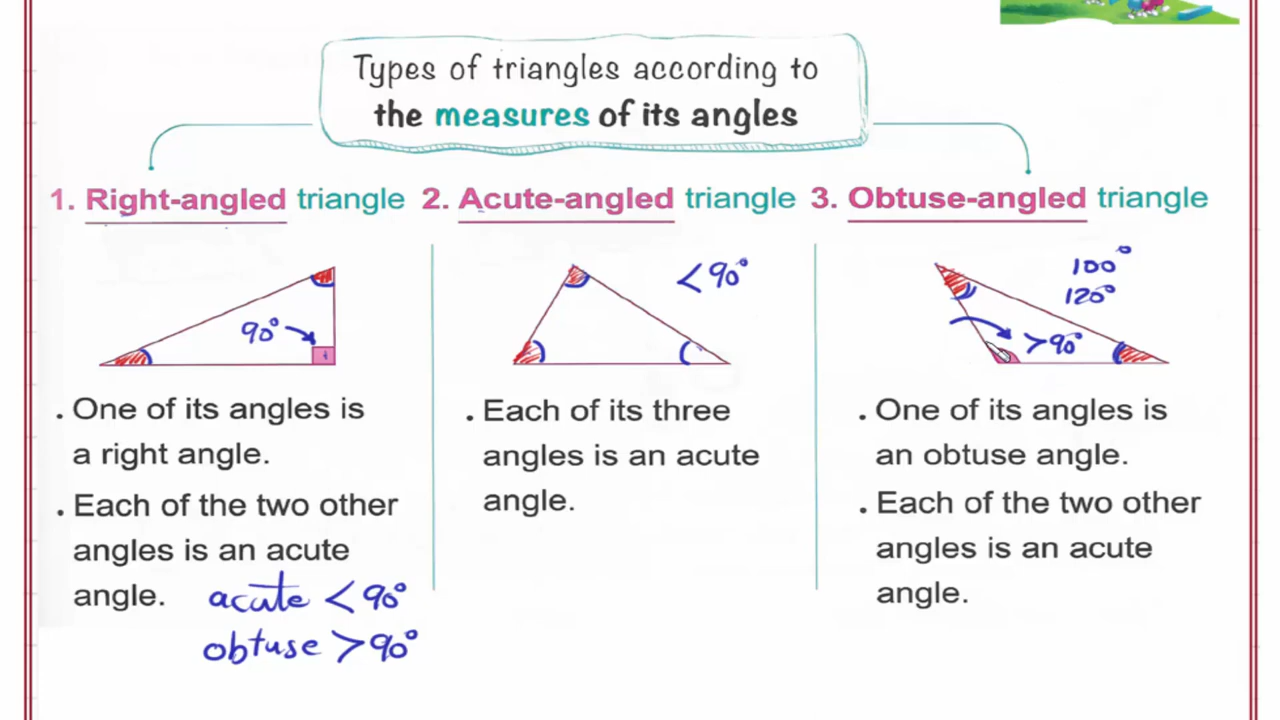 Types of triangles according to
the measures of its angles
1. Right-angled triangle
90°
. One of its angles is
a right angle.
. Each of the two other
angles is an acute
angle.
acute < 90°
obtuse > 90°
2. Acute-angled triangle
< 90°
. Each of its three
angles is an acute
angle.
3. Obtuse-angled triangle
100°
120°
> 90°
. One of its angles is
an obtuse angle.
. Each of the two other
angles is an acute
angle.